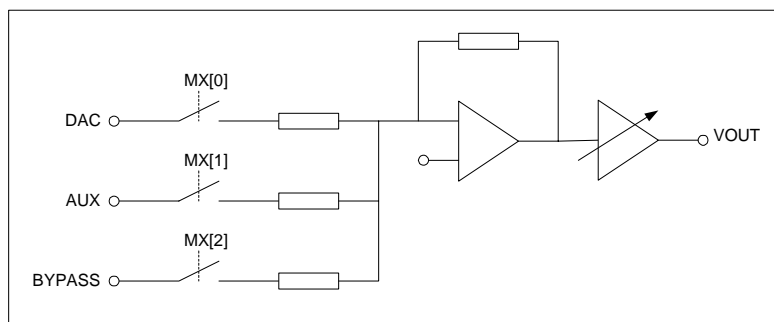 MX[0]
DAC
VOUT
MX[1]
AUX
MX[2]
BYPASS